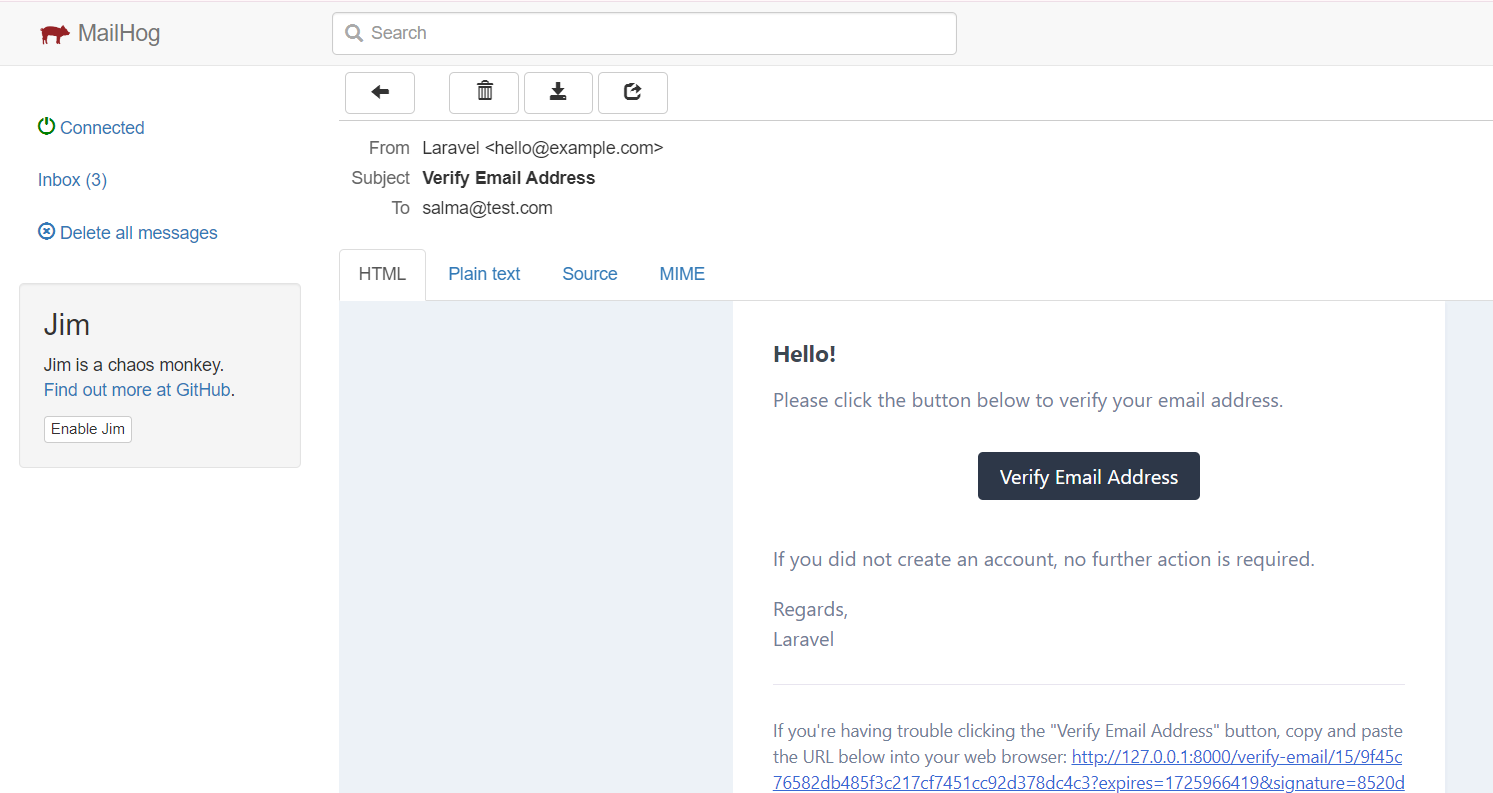 MailHog
Search
Connected
Inbox (3)
Delete all messages
Jim
Jim is a chaos monkey.
Find out more at GitHub.
Enable Jim
From Laravel <hello@example.com>
Subject Verify Email Address
To salma@test.com
HTML Plain text Source MIME
Hello!
Please click the button below to verify your email address.
Verify Email Address
If you did not create an account, no further action is required.
Regards,
Laravel
If you're having trouble clicking the "Verify Email Address" button, copy and paste
the URL below into your web browser: http://127.0.0.1:8000/verify-email/15/9f45c
76582db485f3c217cf7451cc92d378dc4c3?expires=1725966419&signature=8520d